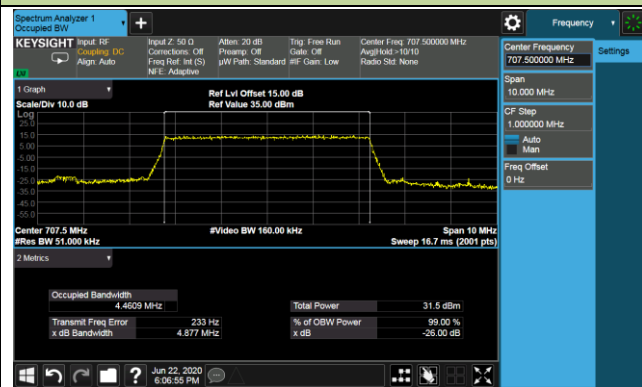 Spectrum Analyzer 1
Occupied BW
Frequency
KEYSIGHT
Input: RF
Coupling: DC
Align: Auto
Input Z: 50 Ω
Corrections: Off
Freq Ref: Int (S)
NFE: Adaptive
Atten: 20 dB
Preamp: Off
µW Path: Standard
Trig: Free Run
Gate: Off
#IF Gain: Low
Center Freq: 707.500000 MHz
Avg|Hold:>10/10
Radio Std: None
LNI
Center Frequency
707.500000 MHz
Settings
Span
10.000 MHz
CF Step
1.000000 MHz
Auto
Man
Freq Offset
0 Hz
1 Graph
Scale/Div 10.0 dB
Ref Lvl Offset 15.00 dB
Ref Value 35.00 dBm
Log
25.0
15.0
5.00
-5.00
-15.0
-25.0
-35.0
-45.0
-55.0
Center 707.5 MHz
#Res BW 51.000 kHz
#Video BW 160.00 kHz
Span 10 MHz
Sweep 16.7 ms (2001 pts)
2 Metrics
Occupied Bandwidth
4.4609 MHz
Total Power 31.5 dBm
Transmit Freq Error 233 Hz
% of OBW Power 99.00 %
x dB Bandwidth 4.877 MHz
x dB -26.00 dB
?
Jun 22, 2020
6:06:55 PM